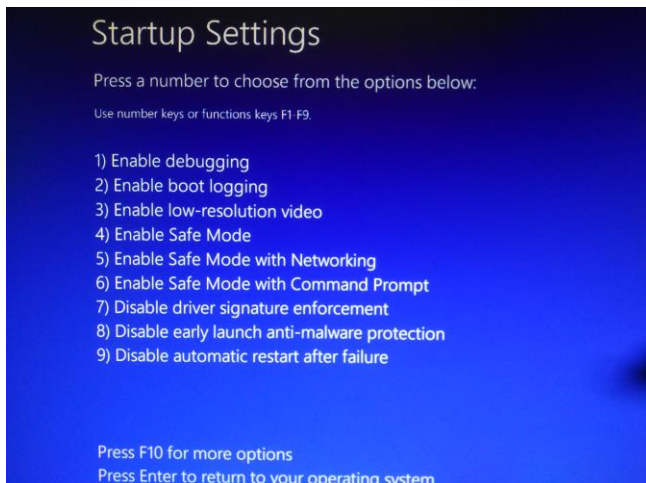 Startup Settings
Press a number to choose from the options below:
Use number keys or functions keys F1-F9.
1) Enable debugging
2) Enable boot logging
3) Enable low-resolution video
4) Enable Safe Mode
5) Enable Safe Mode with Networking
6) Enable Safe Mode with Command Prompt
7) Disable driver signature enforcement
8) Disable early launch anti-malware protection
9) Disable automatic restart after failure
Press F10 for more options
Press Enter to return to your operating system